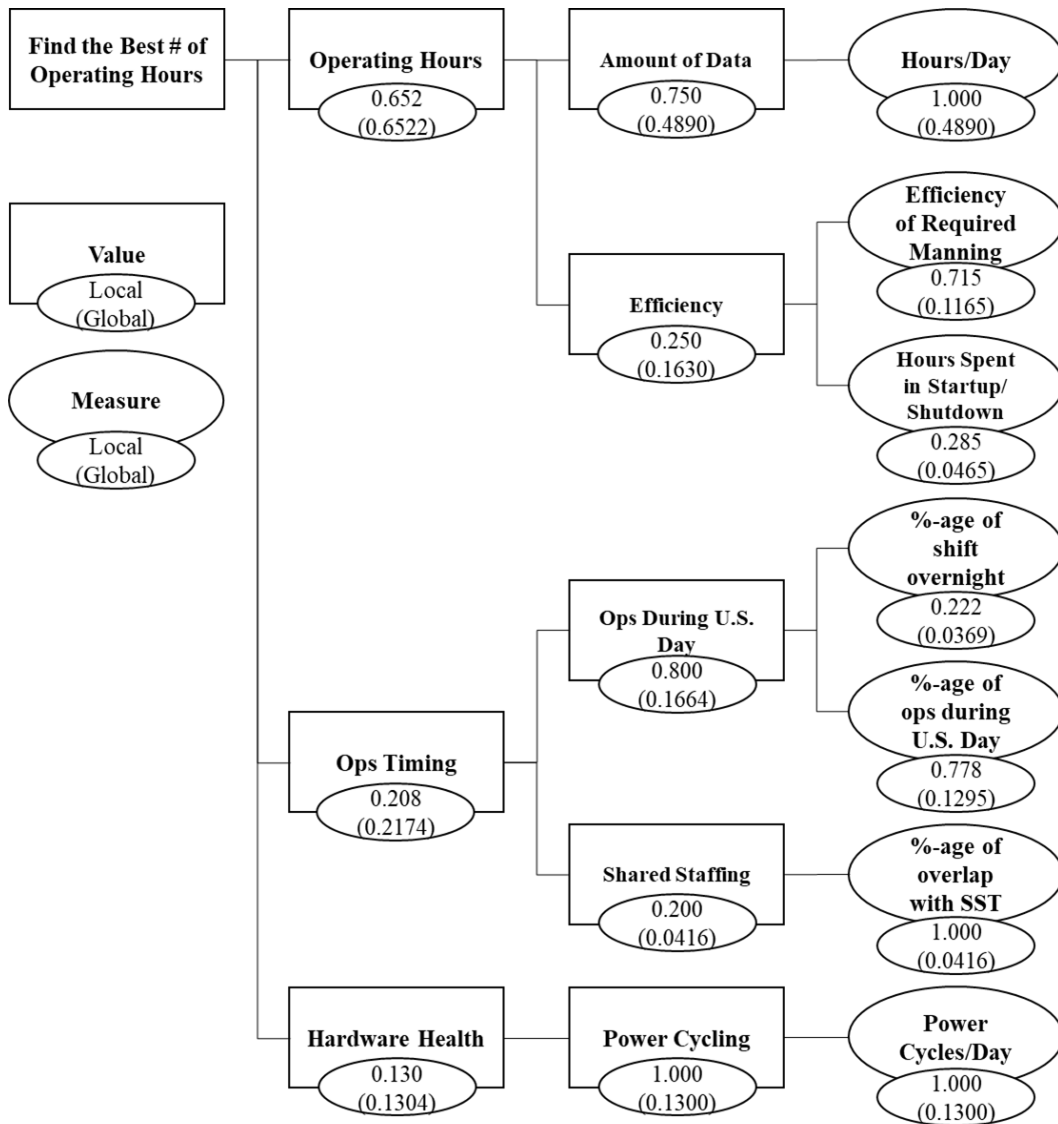 Find the Best # of
Operating Hours
Operating Hours
0.652
(0.6522)
Amount of Data
0.750
(0.4890)
Hours/Day
1.000
(0.4890)
Value
Local
(Global)
Measure
Local
(Global)
Efficiency
0.250
(0.1630)
Efficiency
of Required
Manning
0.715
(0.1165)
Hours Spent
in Startup/
Shutdown
0.285
(0.0465)
Ops Timing
0.208
(0.2174)
Ops During U.S.
Day
0.800
(0.1664)
%-age of
shift
overnight
0.222
(0.0369)
%-age of
ops during
U.S. Day
0.778
(0.1295)
Shared Staffing
0.200
(0.0416)
%-age of
overlap
with SST
1.000
(0.0416)
Hardware Health
0.130
(0.1304)
Power Cycling
1.000
(0.1300)
Power
Cycles/Day
1.000
(0.1300)